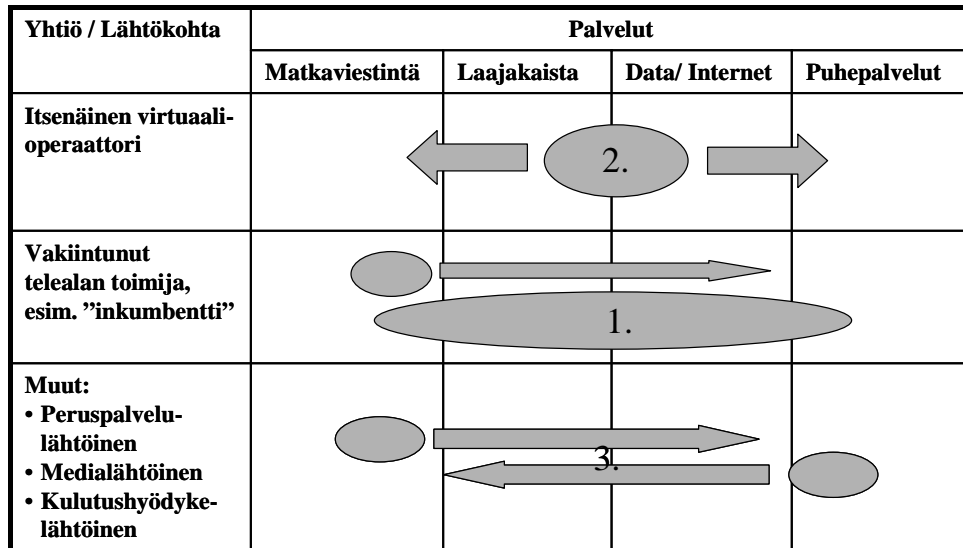 Yhtiö / Lähtökohta
Palvelut
Matkaviestintä
Laajakaista
Data/ Internet
Puhepalvelut
Itsenäinen virtuaali-
operaattori
2.
Vakiintunut
telealan toimija,
esim. ”inkumbentti”
1.
Muut:
• Peruspalvelu-
lähtöinen
• Medialähtöinen
• Kulutushyödyke-
lähtöinen
3.